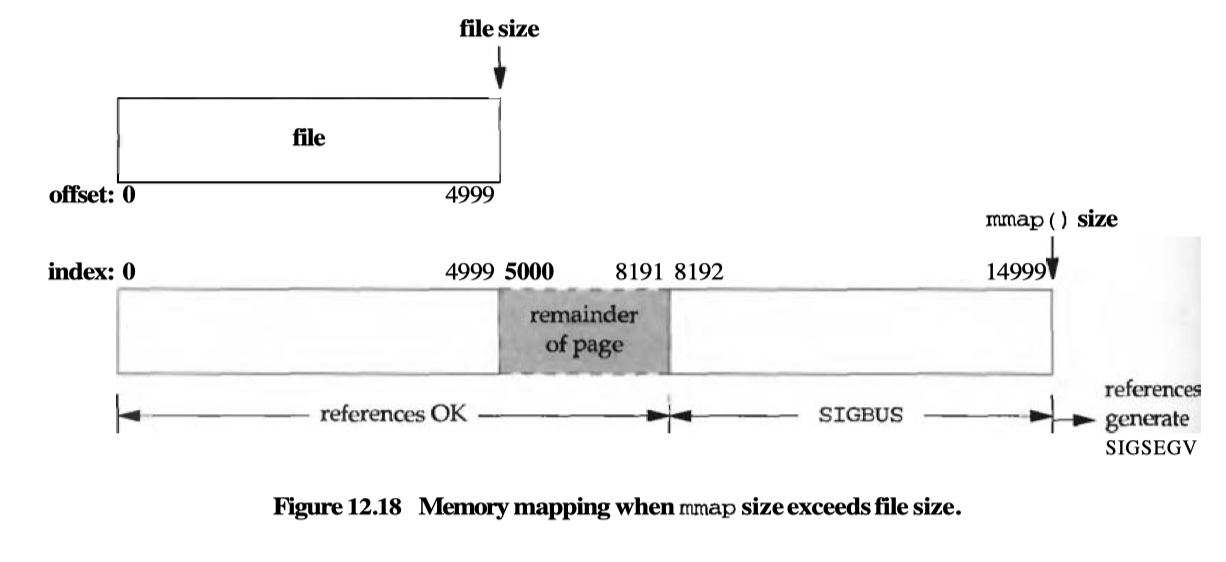 file size
file
offset: 0 4999
mmap() size
index: 0 4999 5000 8191 8192 14999
remainder
of page
references OK
SIGBUS
references
generate
SIGSEGV
Figure 12.18 Memory mapping when mmap size exceeds file size.